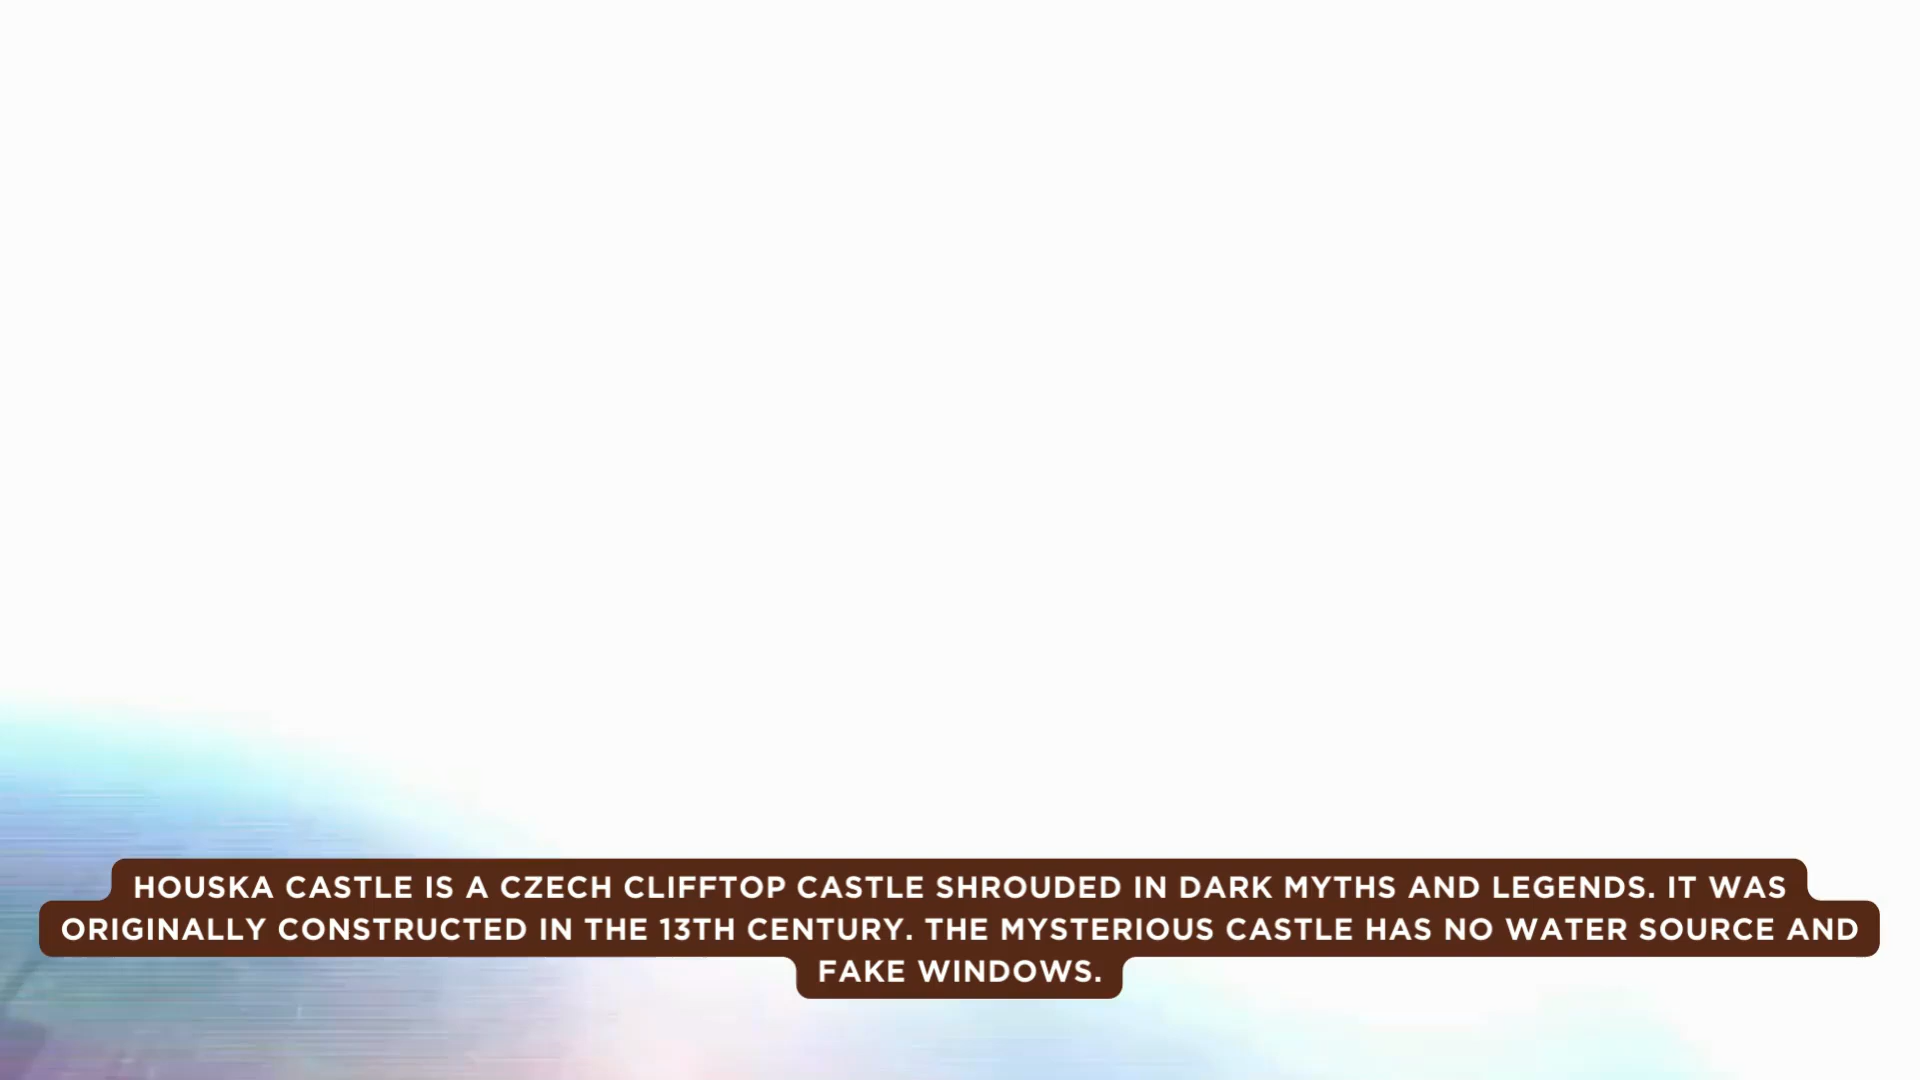 HOUSKA CASTLE IS A CZECH CLIFFTOP CASTLE SHROUDED IN DARK MYTHS AND LEGENDS. IT WAS
ORIGINALLY CONSTRUCTED IN THE 13TH CENTURY. THE MYSTERIOUS CASTLE HAS NO WATER SOURCE AND
FAKE WINDOWS.